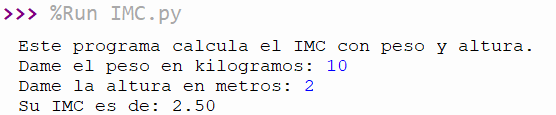 >>> %Run IMC.py
Este programa calcula el IMC con peso y altura.
Dame el peso en kilogramos: 10
Dame la altura en metros: 2
Su IMC es de: 2.50